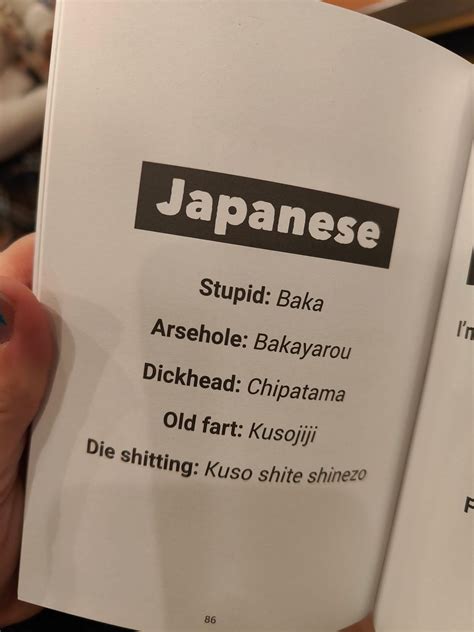 Japanese
Stupid: Baka
Arsehole: Bakayarou
Dickhead: Chipatama
Old fart: Kusojiji
Die shitting: Kuso shite shinezo
86
I'm